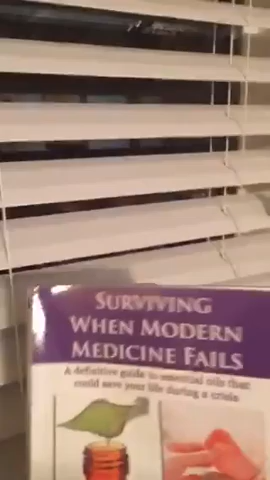 SURVIVING
WHEN MODERN
MEDICINE FAILS
A definitive guide to essential oils that
could save your life during a crisis